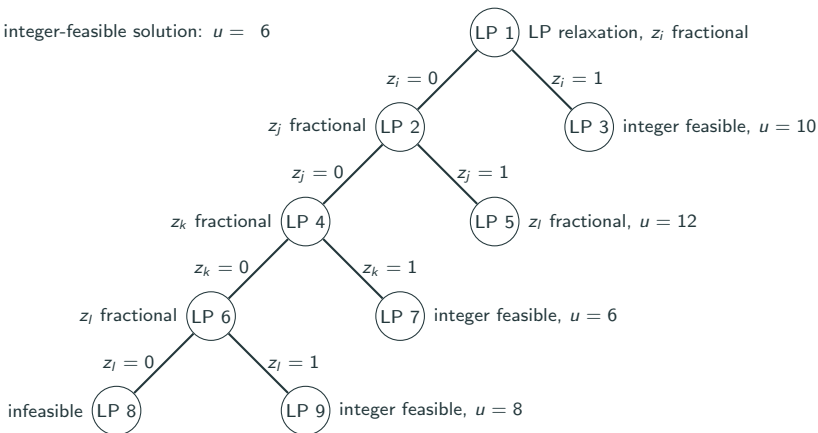 integer-feasible solution: u = 6
LP 1 LP relaxation, z_i fractional
z_i = 0
z_i = 1
z_j fractional LP 2
LP 3 integer feasible, u = 10
z_j = 0
z_j = 1
z_k fractional LP 4
LP 5 z_l fractional, u = 12
z_k = 0
z_k = 1
z_l fractional LP 6
LP 7 integer feasible, u = 6
z_l = 0
z_l = 1
infeasible LP 8
LP 9 integer feasible, u = 8